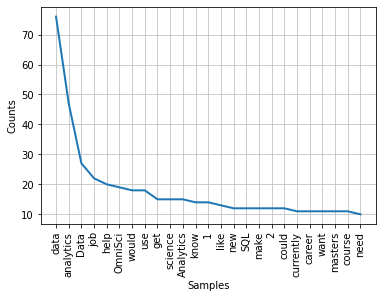 70
60
50
40
30
20
10
Counts
data
analytics
Data
job
help
OmniSci
would
use
get
science
Analytics
know
1
like
new
SQL
make
2
could
currently
career
want
masters
course
need
Samples